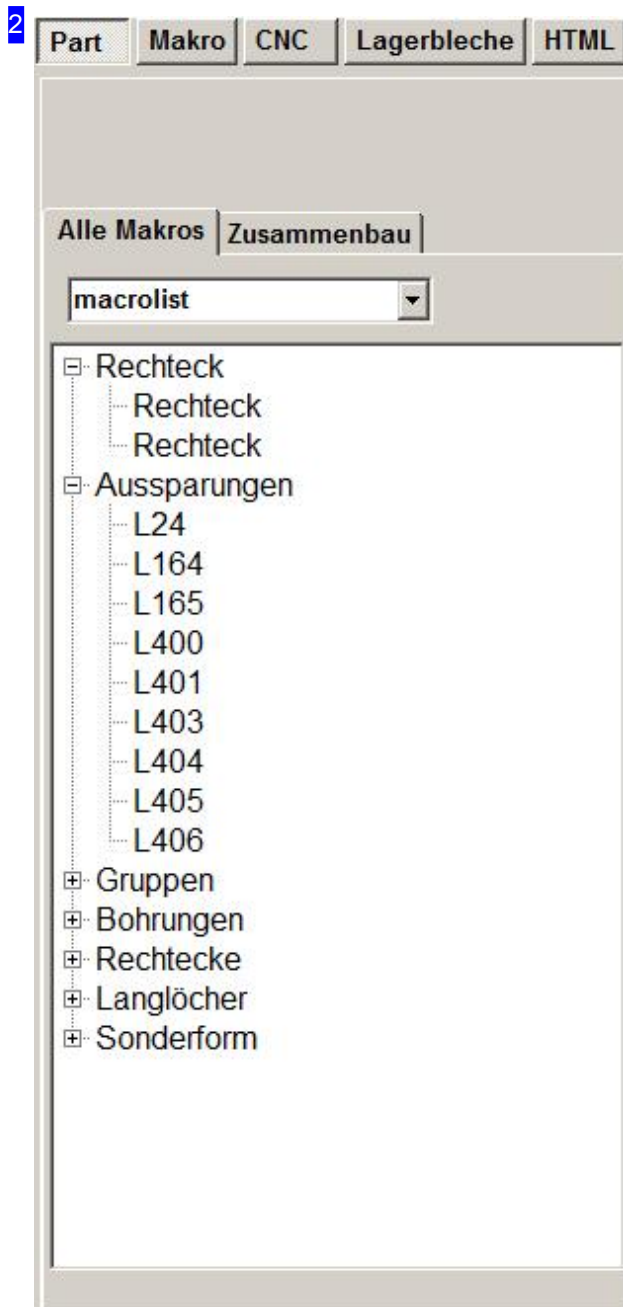 2
Part Makro CNC Lagerbleche HTML
Alle Makros Zusammenbau
macrolist
Rechteck
Rechteck
Rechteck
Aussparungen
L24
L164
L165
L400
L401
L403
L404
L405
L406
Gruppen
Bohrungen
Rechtecke
Langlöcher
Sonderform